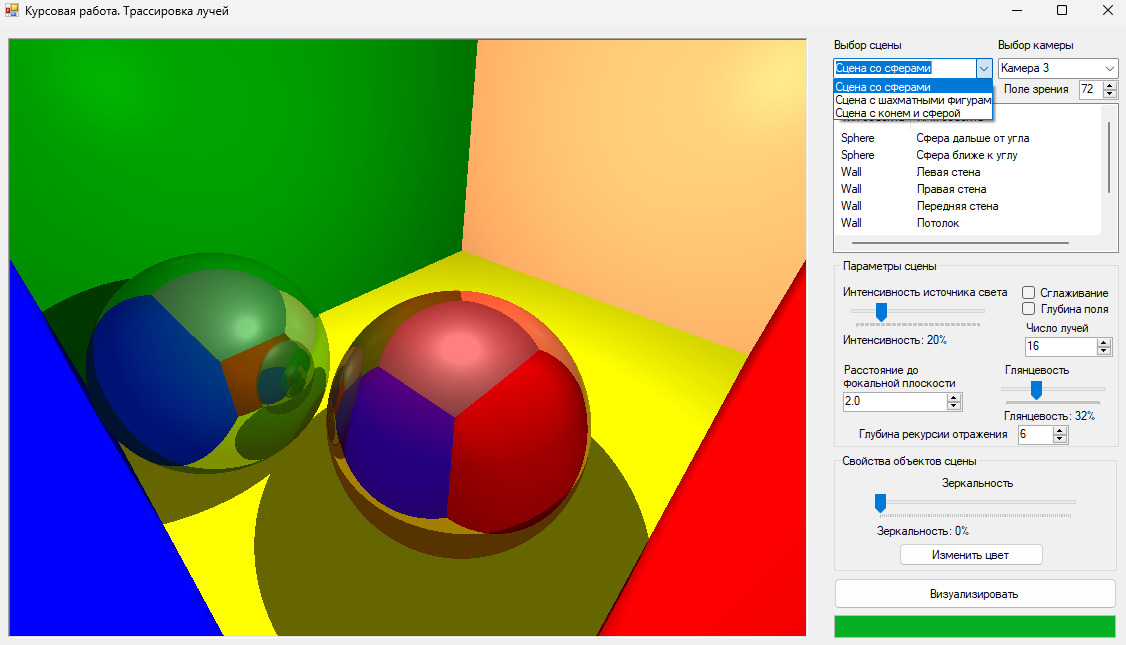 Курсовая работа. Трассировка лучей
Выбор сцены
Выбор камеры
Сцена со сферами
Камера 3
Сцена со сферами
Сцена с шахматными фигурам
Сцена с конем и сферой
Поле зрения
72
Sphere Сфера дальше от угла
Sphere Сфера ближе к углу
Wall Левая стена
Wall Правая стена
Wall Передняя стена
Wall Потолок
Параметры сцены
Интенсивность источника света
Сглаживание
Глубина поля
Интенсивность: 20%
Число лучей
16
Расстояние до
фокальной плоскости
2.0
Глянцевость
Глянцевость: 32%
Глубина рекурсии отражения
6
Свойства объектов сцены
Зеркальность
Зеркальность: 0%
Изменить цвет
Визуализировать